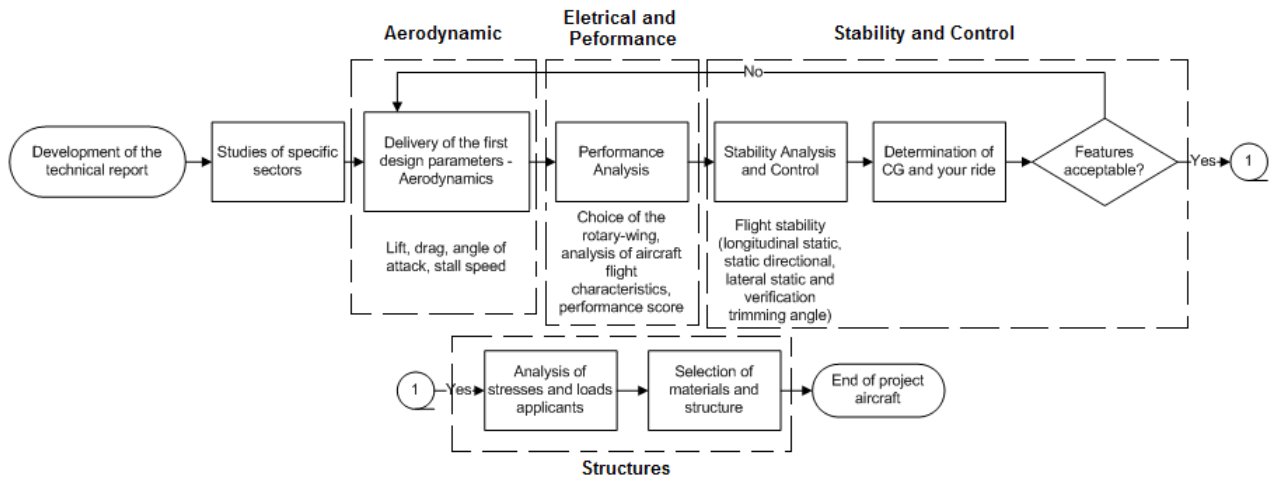 Aerodynamic
Eletrical and
Peformance
Stability and Control
No
Development of the
technical report
Studies of specific
sectors
Delivery of the first
design parameters -
Aerodynamics
Performance
Analysis
Stability Analysis
and Control
Determination of
CG and your ride
Features
acceptable?
Yes
1
Lift, drag, angle of
attack, stall speed
Choice of the
rotary-wing,
analysis of aircraft
flight
characteristics,
performance score
Flight stability
(longitudinal static,
static directional,
lateral static and
verification
trimming angle)
1
Yes
Analysis of
stresses and loads
applicants
Selection of
materials and
structure
End of project
aircraft
Structures